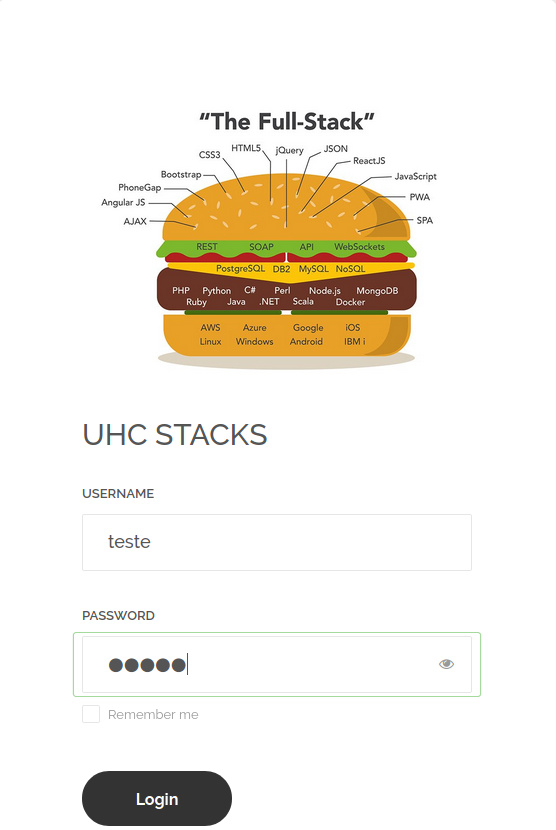 "The Full-Stack"
HTML5 jQuery JSON
CSS3 ReactJS
Bootstrap JavaScript
PhoneGap PWA
Angular JS
AJAX SPA
REST SOAP API WebSockets
PostgreSQL DB2 MySQL NoSQL
PHP Python C# Perl Node.js MongoDB
Ruby Java .NET Scala Docker
AWS Azure Google iOS
Linux Windows Android IBM i
UHC STACKS
USERNAME
teste
PASSWORD
●●●●●
Remember me
Login